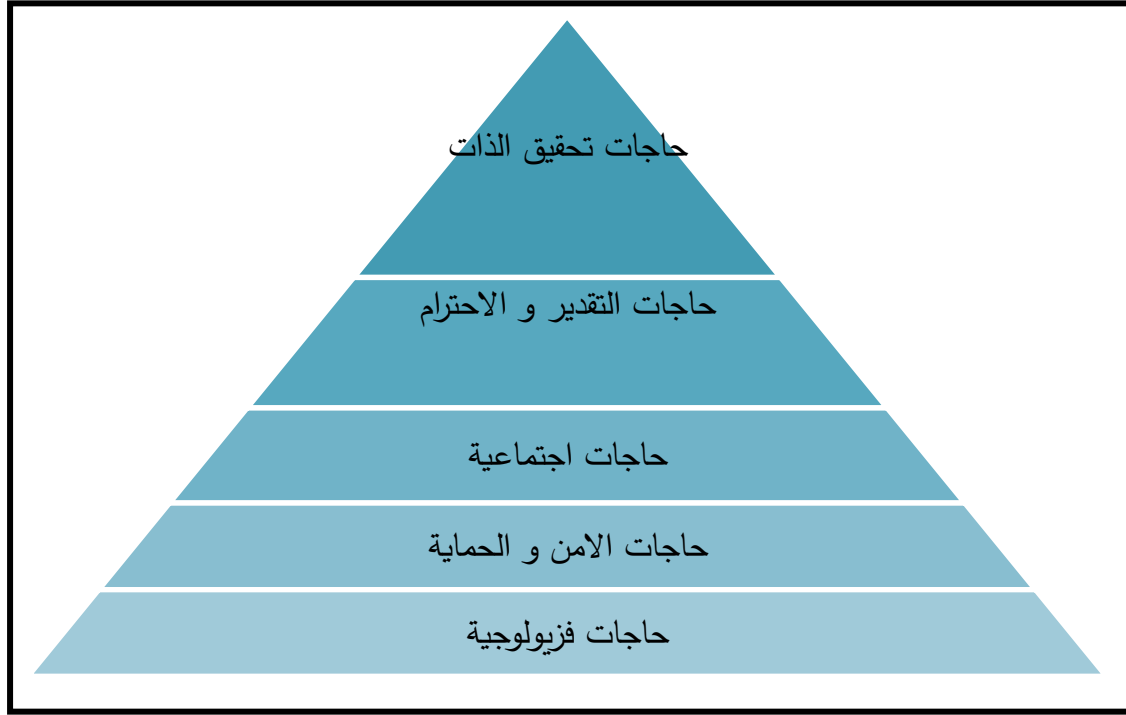 حاجات تحقيق الذات
حاجات التقدير و الاحترام
حاجات اجتماعية
حاجات الامن و الحماية
حاجات فزيولوجية